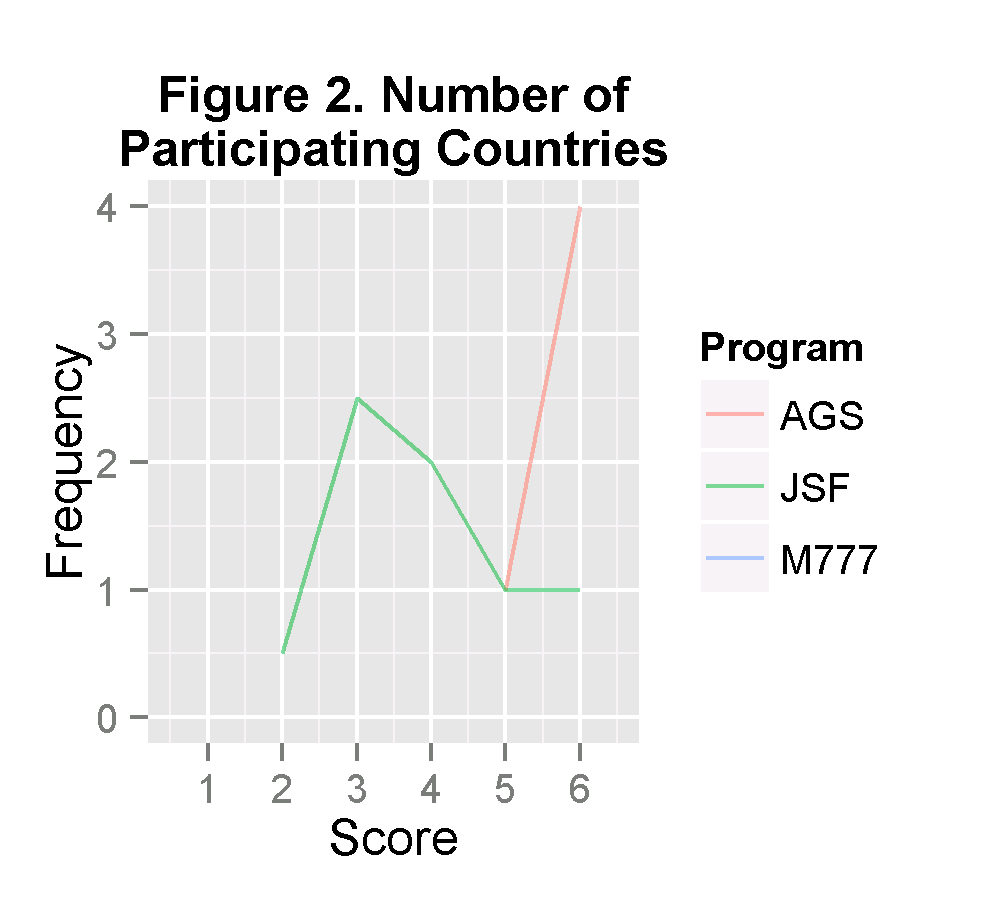 Figure 2. Number of
Participating Countries
4
3
2
1
0
Frequency
1 2 3 4 5 6
Score
Program
AGS
JSF
M777